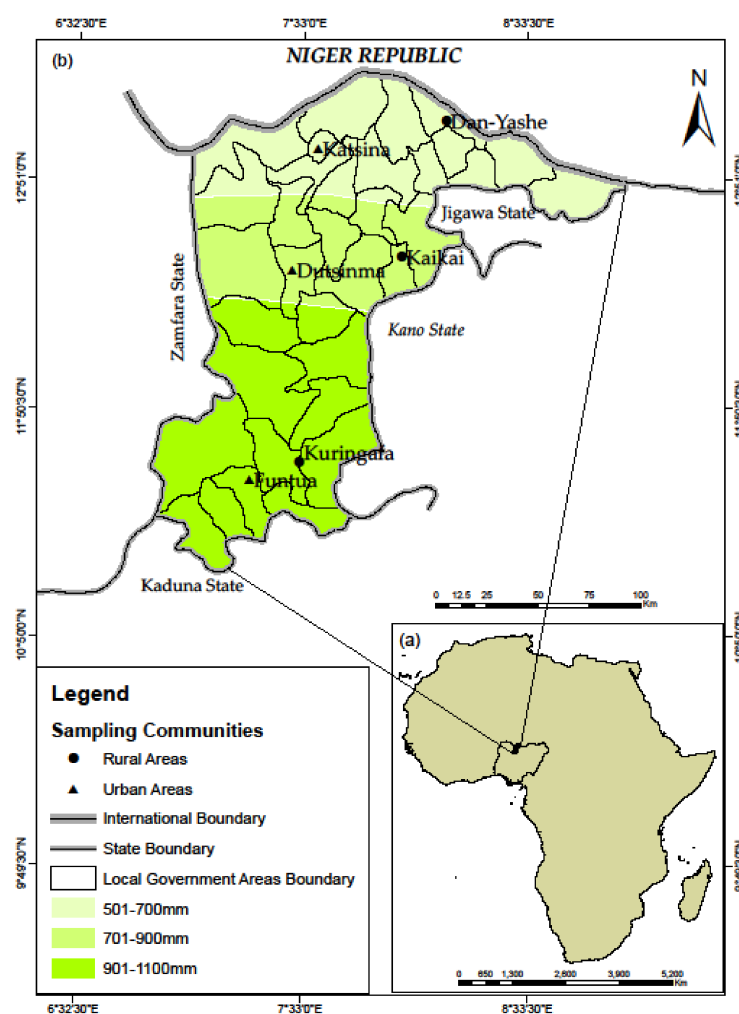 6°32'30"E 7°33'0"E 8°33'30"E
(b)
NIGER REPUBLIC
N
Dan-Yashe
Katsina
12°51'0"N
Jigawa State
Kaikai
Dutsinma
Zamfara State
Kano State
11°50'30"N
Kuringafa
Funtua
Kaduna State
0 12.5 25 50 75 100
Km
10°50'0"N
(a)
Legend
Sampling Communities
Rural Areas
Urban Areas
International Boundary
State Boundary
Local Government Areas Boundary
501-700mm
701-900mm
901-1100mm
9°49'30"N
0 650 1,300 2,600 3,900 5,200
Km
6°32'30"E 7°33'0"E 8°33'30"E